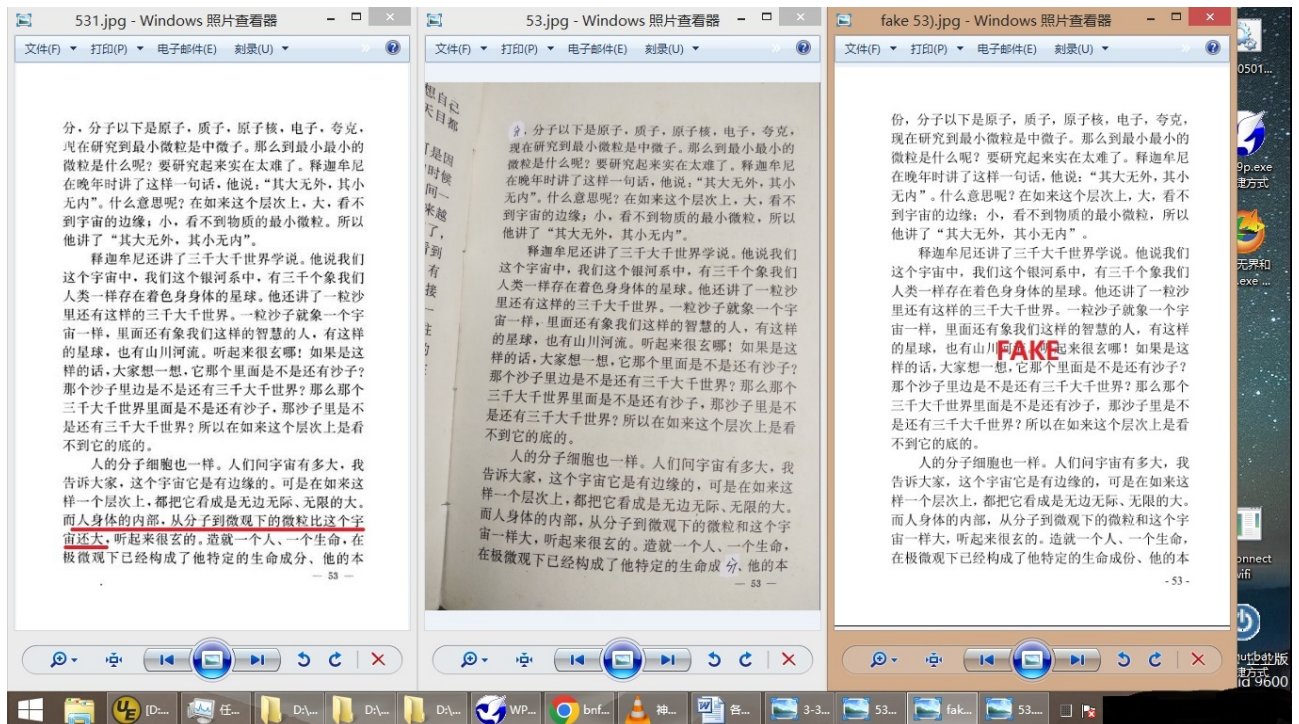 531.jpg - Windows 照片查看器
文件(F) 打印(P) 电子邮件(E) 刻录(U)
分，分子以下是原子，质子，原子核，电子，夸克，
现在研究到最小微粒是中微子。那么到最小最小的
微粒是什么呢？要研究起来实在太难了。释迦牟尼
在晚年时讲了这样一句话，他说：“其大无外，其小
无内”。什么意思呢？在如来这个层次上，大，看不
到宇宙的边缘；小，看不到物质的最小微粒。所以
他讲了“其大无外，其小无内”。
释迦牟尼还讲了三千大千世界学说。他说我们
这个宇宙中，我们这个银河系中，有三千个象我们
人类一样存在着色身身体的星球。他还讲了一粒沙
里还有这样的三千大千世界。一粒沙子就象一个宇
宙一样，里面还有象我们这样的智慧的人，有这样
的星球，也有山川河流。听起来很玄哪！如果是这
样的话，大家想一想，它那个里面是不是还有沙子？
那个沙子里边是不是还有三千大千世界？那么那个
三千大千世界里面是不是还有沙子，那沙子里是不
是还有三千大千世界？所以在如来这个层次上是看
不到它的底的。
人的分子细胞也一样。人们问宇宙有多大，我
告诉大家，这个宇宙它是有边缘的。可是在如来这
样一个层次上，都把它看成是无边无际、无限的大。
而人身体的内部，从分子到微观下的微粒比这个宇
宙还大，听起来很玄的。造就一个人、一个生命，在
极微观下已经构成了他特定的生命成分、他的本
— 53 —
53.jpg - Windows 照片查看器
文件(F) 打印(P) 电子邮件(E) 刻录(U)
想自己
天目都
是因
时候
间一
来越
了，
看到
有
接
一
分，分子以下是原子，质子，原子核，电子，夸克，
现在研究到最小微粒是中微子。那么到最小最小的
微粒是什么呢？要研究起来实在太难了。释迦牟尼
在晚年时讲了这样一句话，他说：“其大无外，其小
无内”。什么意思呢？在如来这个层次上，大，看不
到宇宙的边缘；小，看不到物质的最小微粒。所以
他讲了“其大无外，其小无内”。
释迦牟尼还讲了三千大千世界学说。他说我们
这个宇宙中，我们这个银河系中，有三千个象我们
人类一样存在着色身身体的星球。他还讲了一粒沙
里还有这样的三千大千世界。一粒沙子就象一个宇
宙一样，里面还有象我们这样的智慧的人，有这样
的星球，也有山川河流。听起来很玄哪！如果是这
样的话，大家想一想，它那个里面是不是还有沙子？
那个沙子里边是不是还有三千大千世界？那么那个
三千大千世界里面是不是还有沙子，那沙子里是不
是还有三千大千世界？所以在如来这个层次上是看
不到它的底的。
人的分子细胞也一样。人们问宇宙有多大，我
告诉大家，这个宇宙它是有边缘的。可是在如来这
样一个层次上，都把它看成是无边无际、无限的大。
而人身体的内部，从分子到微观下的微粒和这个宇
宙一样大，听起来很玄的。造就一个人、一个生命，
在极微观下已经构成了他特定的生命成分、他的本
— 53 —
fake 53).jpg - Windows 照片查看器
文件(F) 打印(P) 电子邮件(E) 刻录(U)
份，分子以下是原子，质子，原子核，电子，夸克，
现在研究到最小微粒是中微子。那么到最小最小的
微粒是什么呢？要研究起来实在太难了。释迦牟尼
在晚年时讲了这样一句话，他说：“其大无外，其小
无内”。什么意思呢？在如来这个层次上，大，看不
到宇宙的边缘；小，看不到物质的最小微粒，所以
他讲了“其大无外，其小无内”。
释迦牟尼还讲了三千大千世界学说。他说我们
这个宇宙中，我们这个银河系中，有三千个象我们
人类一样存在着色身身体的星球。他还讲了一粒沙
里还有这样的三千大千世界。一粒沙子就象一个宇
宙一样，里面还有象我们这样的智慧的人，有这样
的星球，也有山川河流。听起来很玄哪！如果是这
FAKE
样的话，大家想一想，它那个里面是不是还有沙子？
那个沙子里边是不是还有三千大千世界？那么那个
三千大千世界里面是不是还有沙子，那沙子里是不
是还有三千大千世界？所以在如来这个层次上是看
不到它的底的。
人的分子细胞也一样。人们问宇宙有多大，我
告诉大家，这个宇宙它是有边缘的。可是在如来这
样一个层次上，都把它看成是无边无际、无限的大。
而人身体的内部，从分子到微观下的微粒和这个宇
宙一样大，听起来很玄的。造就一个人、一个生命，
在极微观下已经构成了他特定的生命成份、他的本
- 53 -
0501...
9p.exe
无界和
.exe ...
onnect
wifi
9600
[D:...
任...
D:\...
D:\...
D:\...
WP...
bnf...
神...
各...
3-3...
53...
fak...
53....